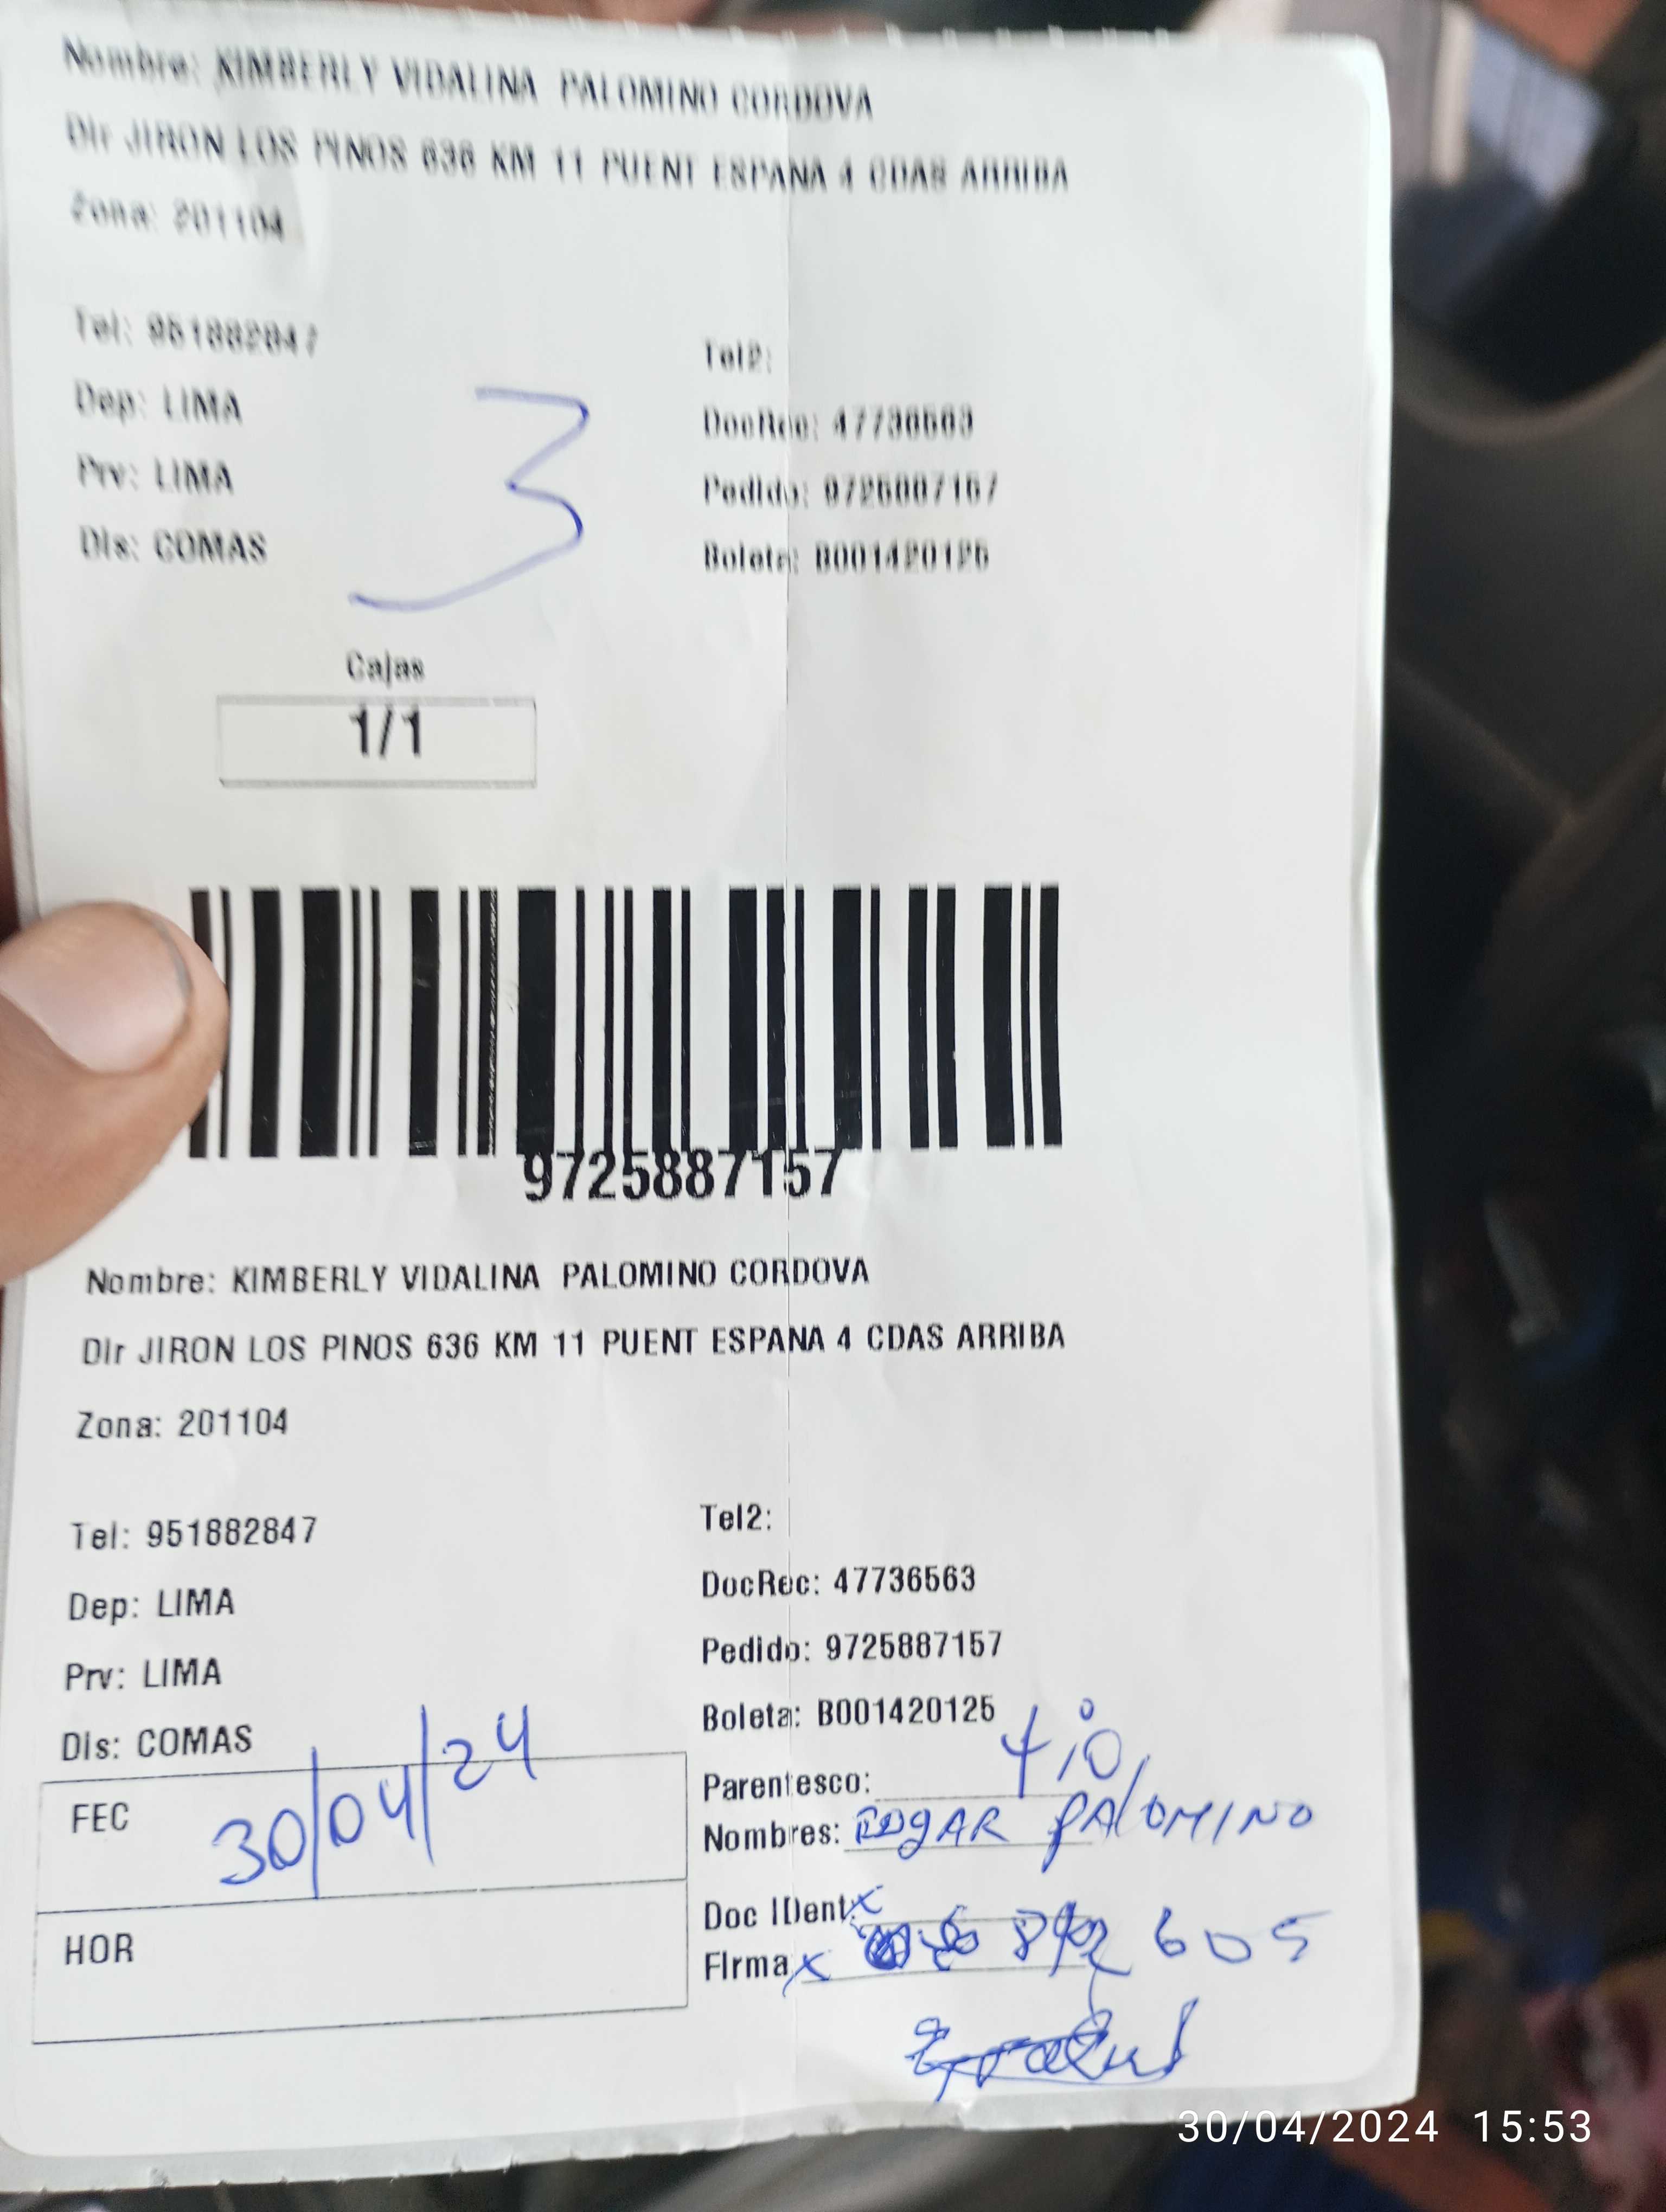 Nombre: KIMBERLY VIDALINA PALOMINO CORDOVA
Dir JIRON LOS PINOS 636 KM 11 PUENT ESPANA 4 CDAS ARRIBA
Zona: 201104
Tel: 951882847
Tel2:
Dep: LIMA
DocRec: 47736563
Prv: LIMA
Pedido: 9725887157
Dis: COMAS
Boleta: B001420125
3
Cajas
1/1
9725887157
Nombre: KIMBERLY VIDALINA PALOMINO CORDOVA
Dir JIRON LOS PINOS 636 KM 11 PUENT ESPANA 4 CDAS ARRIBA
Zona: 201104
Tel: 951882847
Tel2:
Dep: LIMA
DocRec: 47736563
Prv: LIMA
Pedido: 9725887157
Dis: COMAS
Boleta: B001420125
FEC 30/04/24
HOR
Parentesco: tio
Nombres: EDGAR PALOMINO
Doc IDent: x
Firma x 605
30/04/2024 15:53